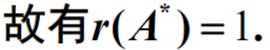 故有r(A*) = 1.